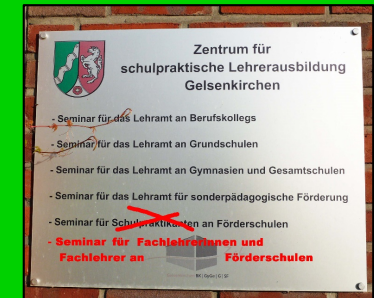 Zentrum für
schulpraktische Lehrerausbildung
Gelsenkirchen
- Seminar für das Lehramt an Berufskollegs
- Seminar für das Lehramt an Grundschulen
- Seminar für das Lehramt an Gymnasien und Gesamtschulen
- Seminar für das Lehramt für sonderpädagogische Förderung
- Seminar für Schulpraktikanten an Förderschulen
- Seminar für Fachlehrerinnen und
Fachlehrer an Förderschulen